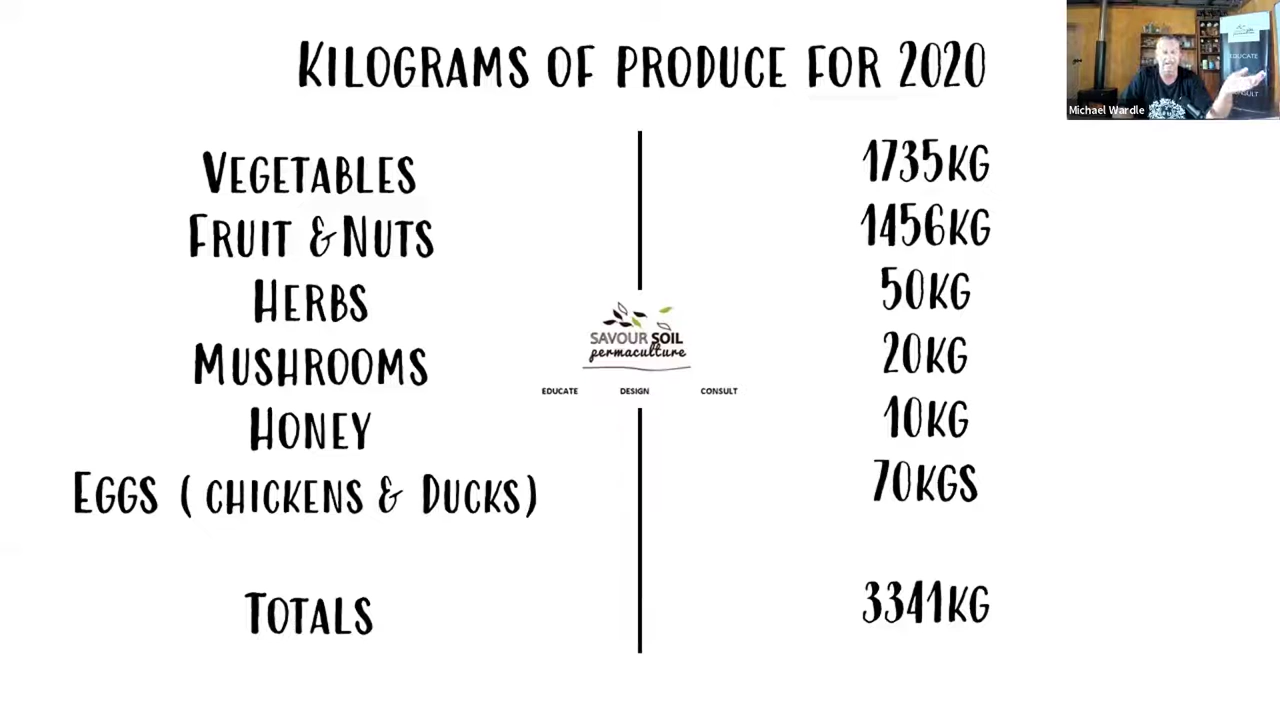 Kilograms of produce for 2020
Michael Wardle
EDUCATE
Vegetables 1735kg
Fruit & Nuts 1456kg
Herbs 50kg
SAVOUR SOIL
permaculture
Mushrooms 20kg
EDUCATE DESIGN CONSULT
Honey 10kg
Eggs ( chickens & Ducks) 70kgs
Totals 3341kg